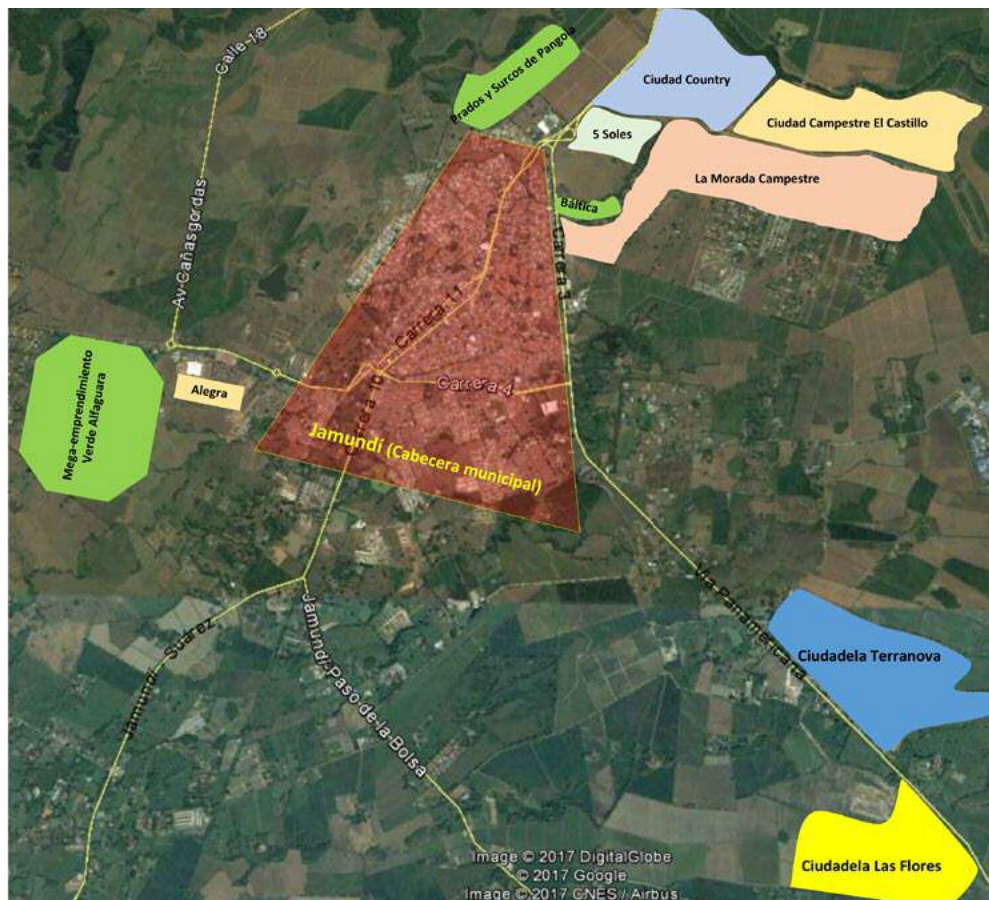 Calle 18
Prados y Surcos de Pangola
Ciudad Country
5 Soles
Ciudad Campestre El Castillo
La Morada Campestre
Báltica
Av Cañasgordas
Carrera 3
Carrera 11
Mega-emprendimiento
Verde Alfaguara
Alegra
Carrera 10
Carrera 4
Jamundí (Cabecera municipal)
Vía Panamericana
Jamundí - Suárez
Jamundí-Paso de la Bolsa
Ciudadela Terranova
Ciudadela Las Flores
Image © 2017 DigitalGlobe
© 2017 Google
Image © 2017 CNES / Airbus